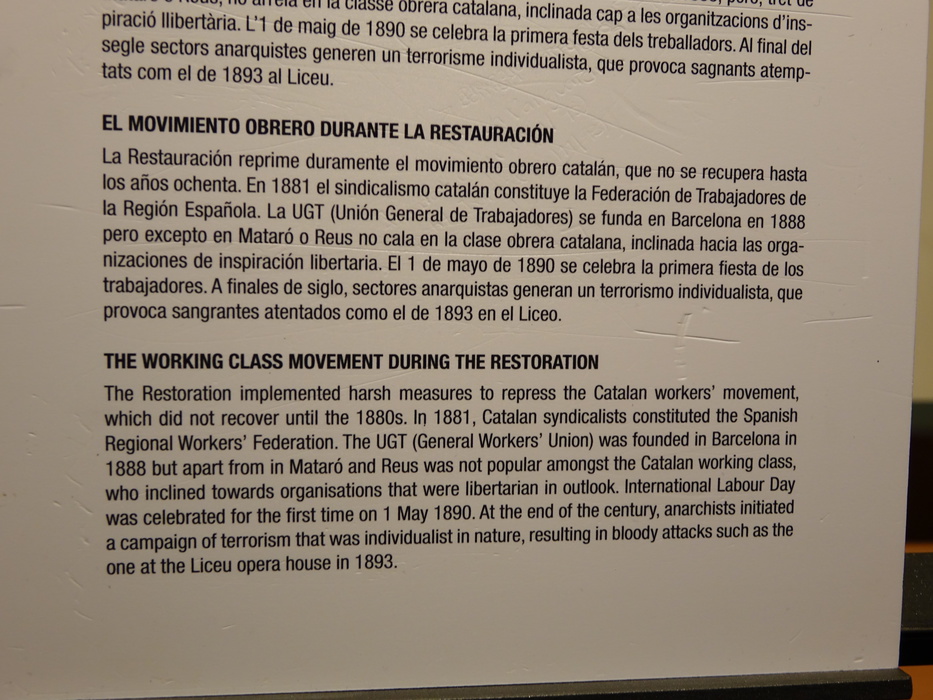 no arrela en la classe obrera catalana, inclinada cap a les organitzacions d'ins-
piració llibertària. L'1 de maig de 1890 se celebra la primera festa dels treballadors. Al final del
segle sectors anarquistes generen un terrorisme individualista, que provoca sagnants atemp-
tats com el de 1893 al Liceu.
EL MOVIMIENTO OBRERO DURANTE LA RESTAURACIÓN
La Restauración reprime duramente el movimiento obrero catalán, que no se recupera hasta
los años ochenta. En 1881 el sindicalismo catalán constituye la Federación de Trabajadores de
la Región Española. La UGT (Unión General de Trabajadores) se funda en Barcelona en 1888
pero excepto en Mataró o Reus no cala en la clase obrera catalana, inclinada hacia las orga-
nizaciones de inspiración libertaria. El 1 de mayo de 1890 se celebra la primera fiesta de los
trabajadores. A finales de siglo, sectores anarquistas generan un terrorismo individualista, que
provoca sangrantes atentados como el de 1893 en el Liceo.
THE WORKING CLASS MOVEMENT DURING THE RESTORATION
The Restoration implemented harsh measures to repress the Catalan workers' movement,
which did not recover until the 1880s. In 1881, Catalan syndicalists constituted the Spanish
Regional Workers' Federation. The UGT (General Workers' Union) was founded in Barcelona in
1888 but apart from in Mataró and Reus was not popular amongst the Catalan working class,
who inclined towards organisations that were libertarian in outlook. International Labour Day
was celebrated for the first time on 1 May 1890. At the end of the century, anarchists initiated
a campaign of terrorism that was individualist in nature, resulting in bloody attacks such as the
one at the Liceu opera house in 1893.